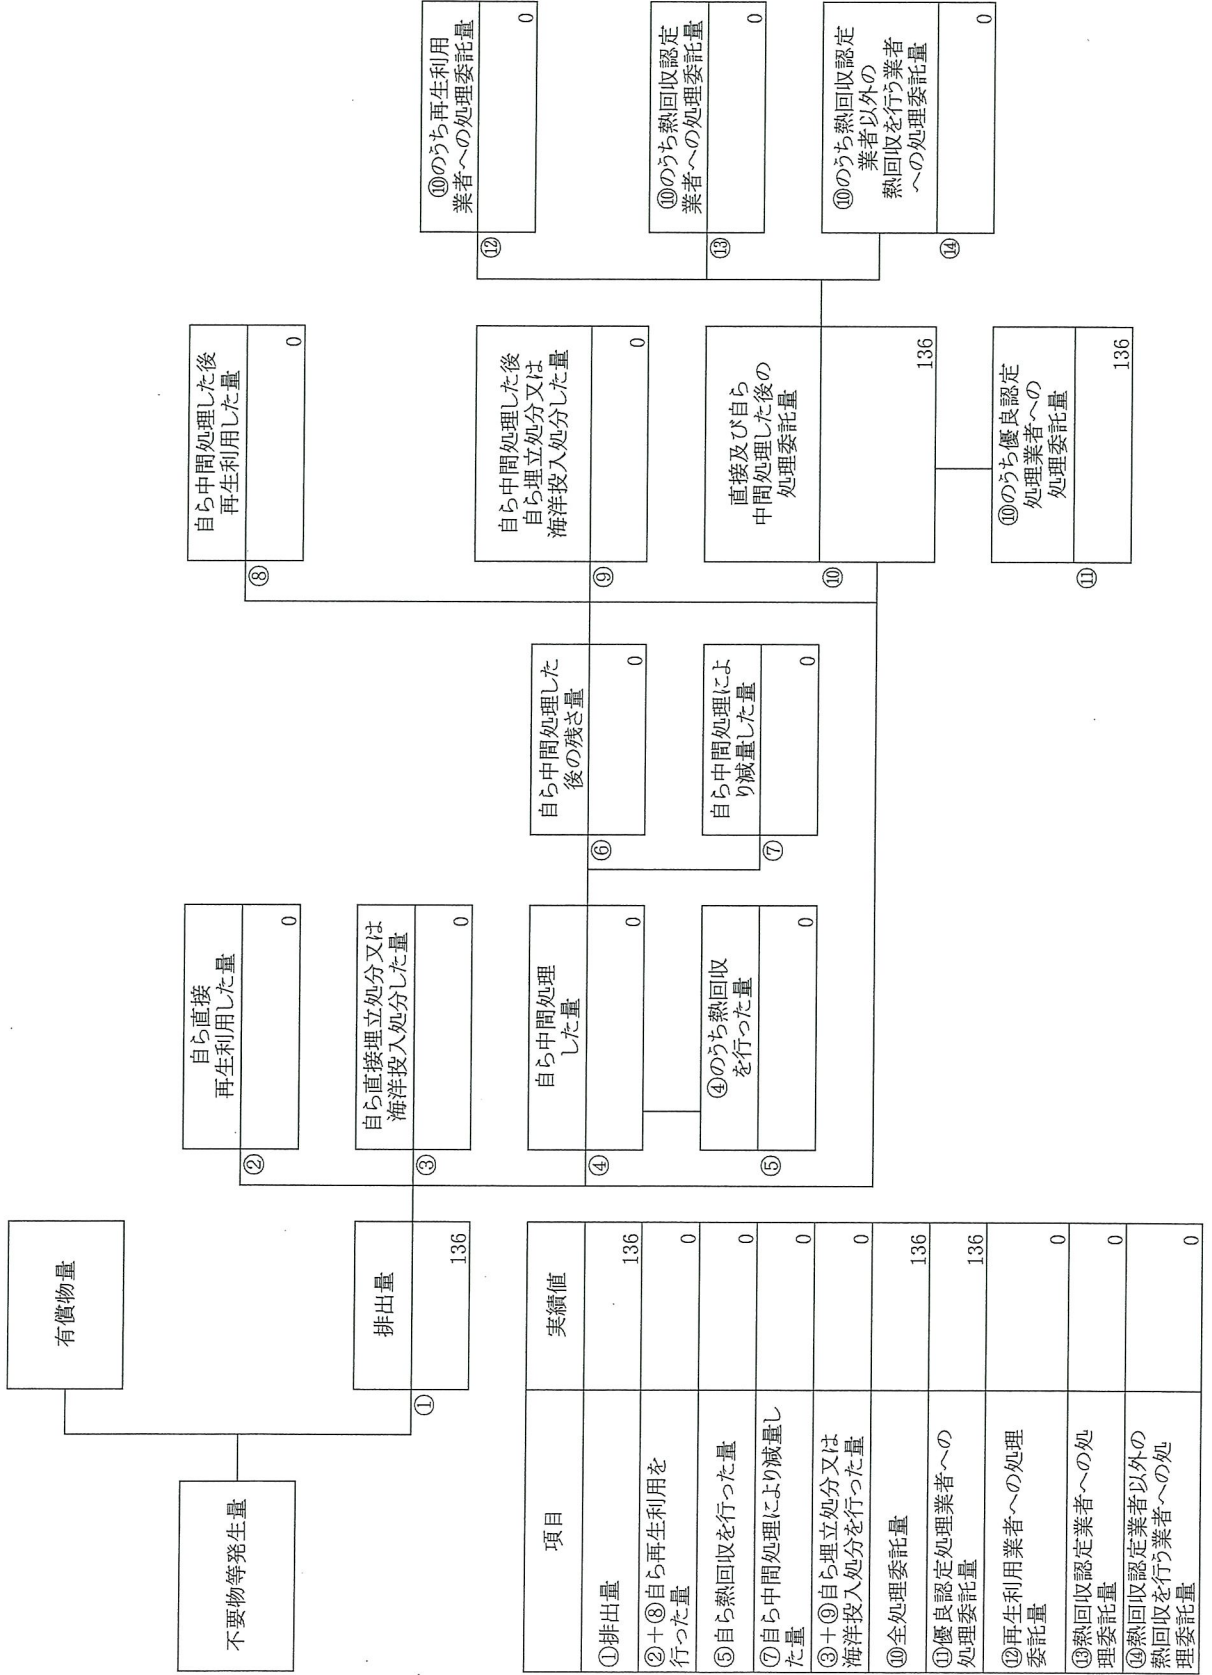 不要物等発生量
有償物量
排出量
①
136
自ら直接
再生利用した量
②
0
自ら直接埋立処分又は
海洋投入処分した量
③
0
自ら中間処理
した量
④
0
④のうち熱回収
を行った量
⑤
0
自ら中間処理した
後の残さ量
⑥
0
自ら中間処理によ
り減量した量
⑦
0
自ら中間処理した後
再生利用した量
⑧
0
自ら中間処理した後
自ら埋立処分又は
海洋投入処分した量
⑨
0
直接及び自ら
中間処理した後の
処理委託量
⑩
136
⑩のうち優良認定
処理業者への
処理委託量
⑪
136
⑩のうち再生利用
業者への処理委託量
⑫
0
⑩のうち熱回収認定
業者への処理委託量
⑬
0
⑩のうち熱回収認定
業者以外の
熱回収を行う業者
への処理委託量
⑭
0
項目 実績値
①排出量 136
②+⑧自ら再生利用を
行った量 0
⑤自ら熱回収を行った量 0
⑦自ら中間処理により減量し
た量 0
③+⑨自ら埋立処分又は
海洋投入処分を行った量 0
⑩全処理委託量 136
⑪優良認定処理業者への
処理委託量 136
⑫再生利用業者への処理
委託量 0
⑬熱回収認定業者への処
理委託量 0
⑭熱回収認定業者以外の
熱回収を行う業者への処
理委託量 0